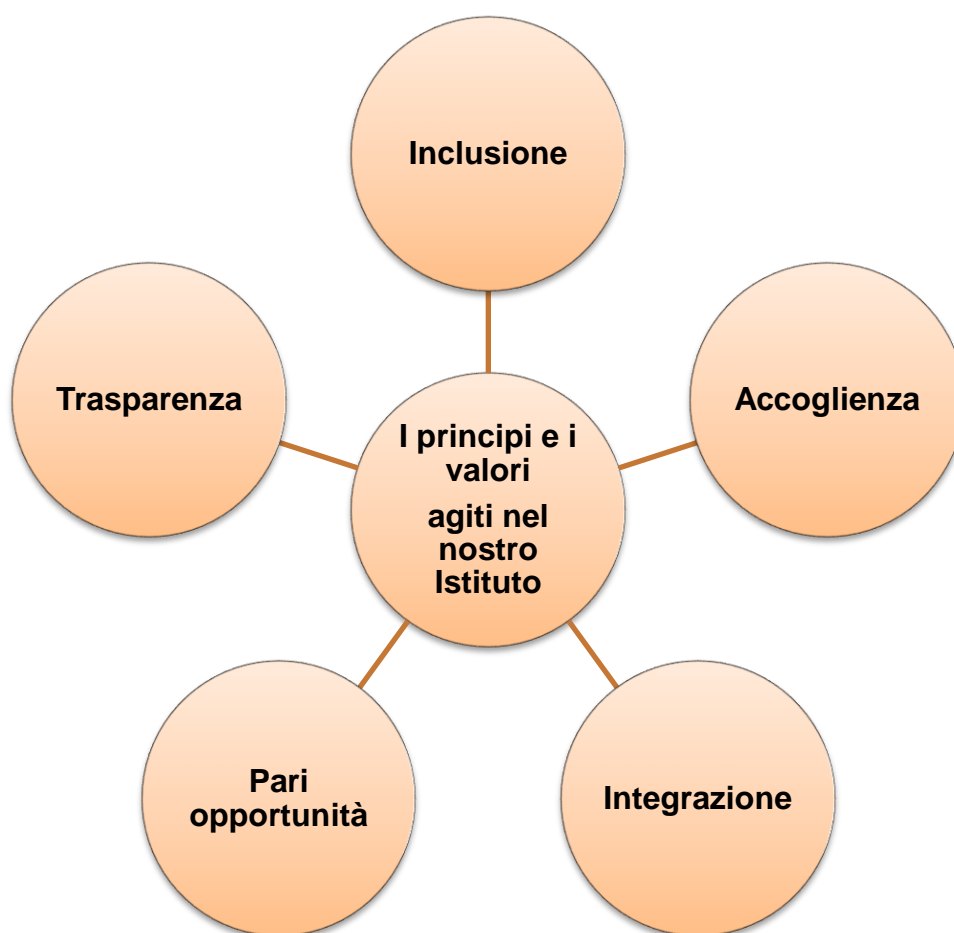 Inclusione
Trasparenza
Accoglienza
I principi e i
valori
agiti nel
nostro
Istituto
Pari
opportunità
Integrazione